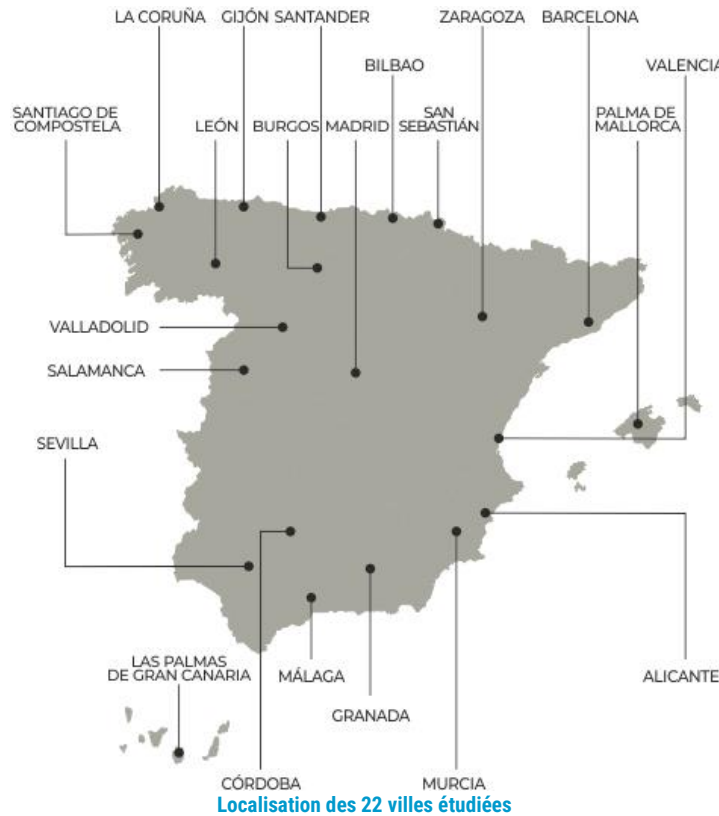 LA CORUÑA
GIJÓN
SANTANDER
ZARAGOZA
BARCELONA
BILBAO
VALENCIA
SANTIAGO DE
COMPOSTELA
LEÓN
BURGOS
MADRID
SAN
SEBASTIÁN
PALMA DE
MALLORCA
VALLADOLID
SALAMANCA
SEVILLA
LAS PALMAS
DE GRAN CANARIA
MÁLAGA
ALICANTE
GRANADA
CÓRDOBA
MURCIA
Localisation des 22 villes étudiées